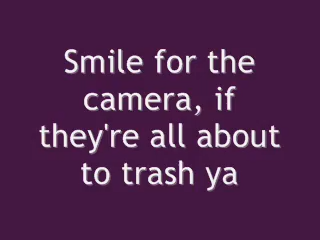 Smile for the
camera, if
they're all about
to trash ya